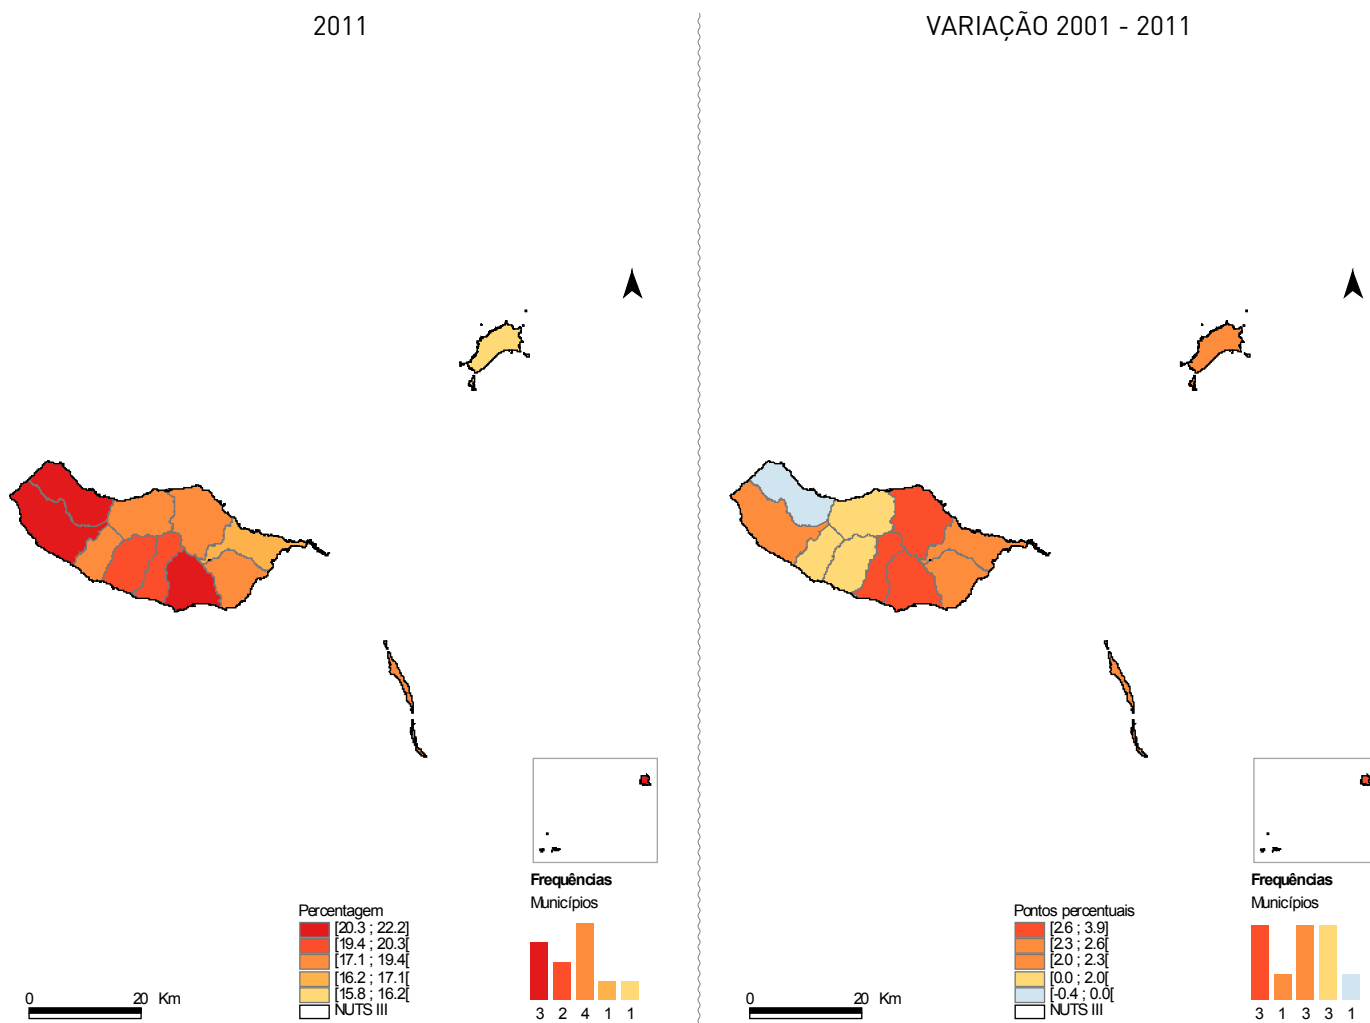 2011
VARIAÇÃO 2001 - 2011
Frequências
Municípios
3 2 4 1 1
Percentagem
[20.3 ; 22.2]
[19.4 ; 20.3[
[17.1 ; 19.4[
[16.2 ; 17.1[
[15.8 ; 16.2[
NUTS III
0 20 Km
Frequências
Municípios
3 1 3 3 1
Pontos percentuais
[2.6 ; 3.9]
[2.3 ; 2.6[
[2.0 ; 2.3[
[0.0 ; 2.0[
[-0.4 ; 0.0[
NUTS III
0 20 Km